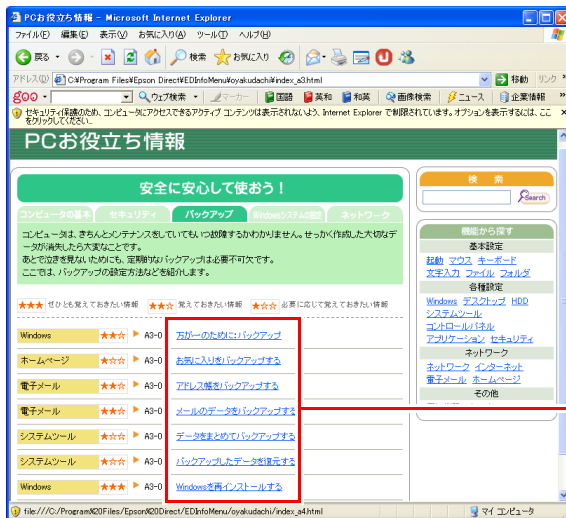 PCお役立ち情報 - Microsoft Internet Explorer
ファイル(F) 編集(E) 表示(V) お気に入り(A) ツール(T) ヘルプ(H)
戻る 検索 お気に入り
アドレス(D) C:¥Program Files¥Epson Direct¥EDInfoMenu¥oyakudachi¥index_a3.html 移動 リンク
goo ウェブ検索 マーカー 国語 英和 和英 画像検索 ニュース 企業情報
セキュリティ保護のため、コンピュータにアクセスできるアクティブ コンテンツは表示されないよう、Internet Explorer で制限されています。オプションを表示するには、ここ
をクリックしてください...
PCお役立ち情報
安全に安心して使おう！
コンピュータの基本 セキュリティ バックアップ Windowsシステムの設定 ネットワーク
コンピュータは、きちんとメンテナンスをしていてもいつ故障するかわかりません。せっかく作成した大切なデ
ータが消失したら大変なことです。
あとで泣きを見ないためにも、定期的なバックアップは必要不可欠です。
ここでは、バックアップの設定方法などを紹介します。
★★★ ぜひとも覚えておきたい情報 ★★☆ 覚えておきたい情報 ★☆☆ 必要に応じて覚えておきたい情報
Windows ★★☆ A3-0 万が一のために：バックアップ
ホームページ ★★☆ A3-0 お気に入りをバックアップする
電子メール ★★☆ A3-0 アドレス帳をバックアップする
電子メール ★★☆ A3-0 メールのデータをバックアップする
システムツール ★☆☆ A3-0 データをまとめてバックアップする
システムツール ★☆☆ A3-0 バックアップしたデータを復元する
Windows ★★★ A3-0 Windowsを再インストールする
検 索
Search
機能から探す
基本設定
起動 マウス キーボード
文字入力 ファイル フォルダ
各種設定
Windows デスクトップ HDD
システムツール
コントロールパネル
アプリケーション セキュリティ
ネットワーク
ネットワーク インターネット
電子メール ホームページ
その他
file:///C:/Program%20Files/Epson%20Direct/EDInfoMenu/oyakudachi/index_a4.html マイ コンピュータ